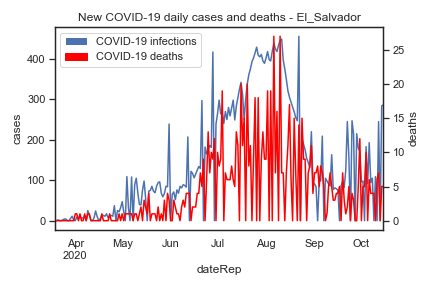 New COVID-19 daily cases and deaths - El_Salvador
COVID-19 infections
COVID-19 deaths
400
300
200
100
0
cases
25
20
15
10
5
0
deaths
Apr May Jun Jul Aug Sep Oct
2020
dateRep